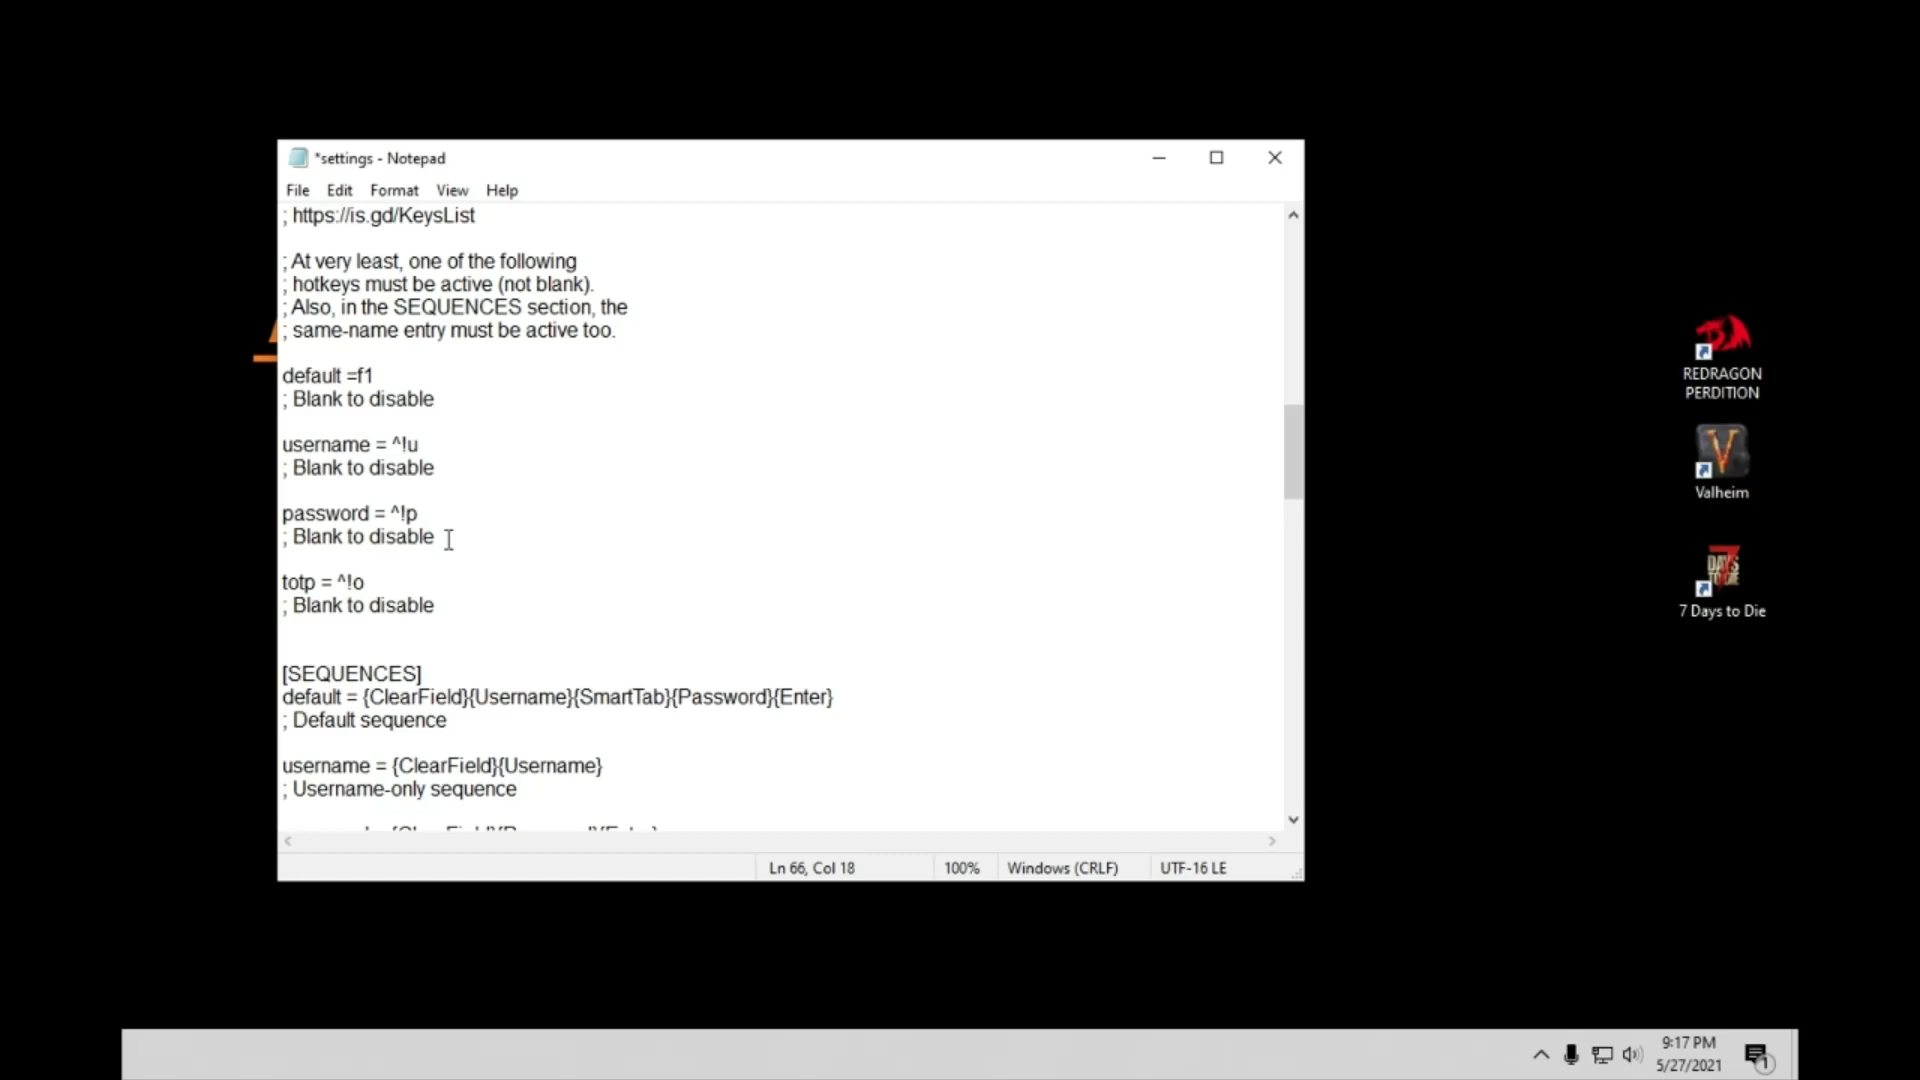 *settings - Notepad
File Edit Format View Help
; https://is.gd/KeysList
; At very least, one of the following
; hotkeys must be active (not blank).
; Also, in the SEQUENCES section, the
; same-name entry must be active too.
default =f1
; Blank to disable
username = ^!u
; Blank to disable
password = ^!p
; Blank to disable
totp = ^!o
; Blank to disable
[SEQUENCES]
default = {ClearField}{Username}{SmartTab}{Password}{Enter}
; Default sequence
username = {ClearField}{Username}
; Username-only sequence
Ln 66, Col 18 100% Windows (CRLF) UTF-16 LE
REDRAGON
PERDITION
Valheim
7 Days to Die
9:17 PM
5/27/2021
1